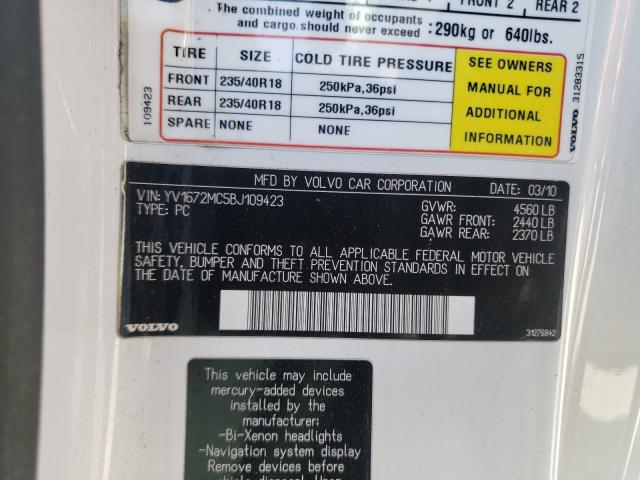 FRONT 2 REAR 2
The combined weight of occupants
and cargo should never exceed : 290kg or 640lbs.
TIRE SIZE COLD TIRE PRESSURE
FRONT 235/40R18 250kPa,36psi
REAR 235/40R18 250kPa,36psi
SPARE NONE NONE
SEE OWNERS
MANUAL FOR
ADDITIONAL
INFORMATION
109423
VOLVO 31283315
MFD BY VOLVO CAR CORPORATION DATE: 03/10
VIN: YV1672MC5BJ109423
TYPE: PC
GVWR: 4560 LB
GAWR FRONT: 2440 LB
GAWR REAR: 2370 LB
THIS VEHICLE CONFORMS TO ALL APPLICABLE FEDERAL MOTOR VEHICLE
SAFETY, BUMPER AND THEFT PREVENTION STANDARDS IN EFFECT ON
THE DATE OF MANUFACTURE SHOWN ABOVE.
VOLVO 31276842
This vehicle may include
mercury-added devices
installed by the manufacturer:
-Bi-Xenon headlights
-Navigation system display
Remove devices before
vehicle disposal. Upon